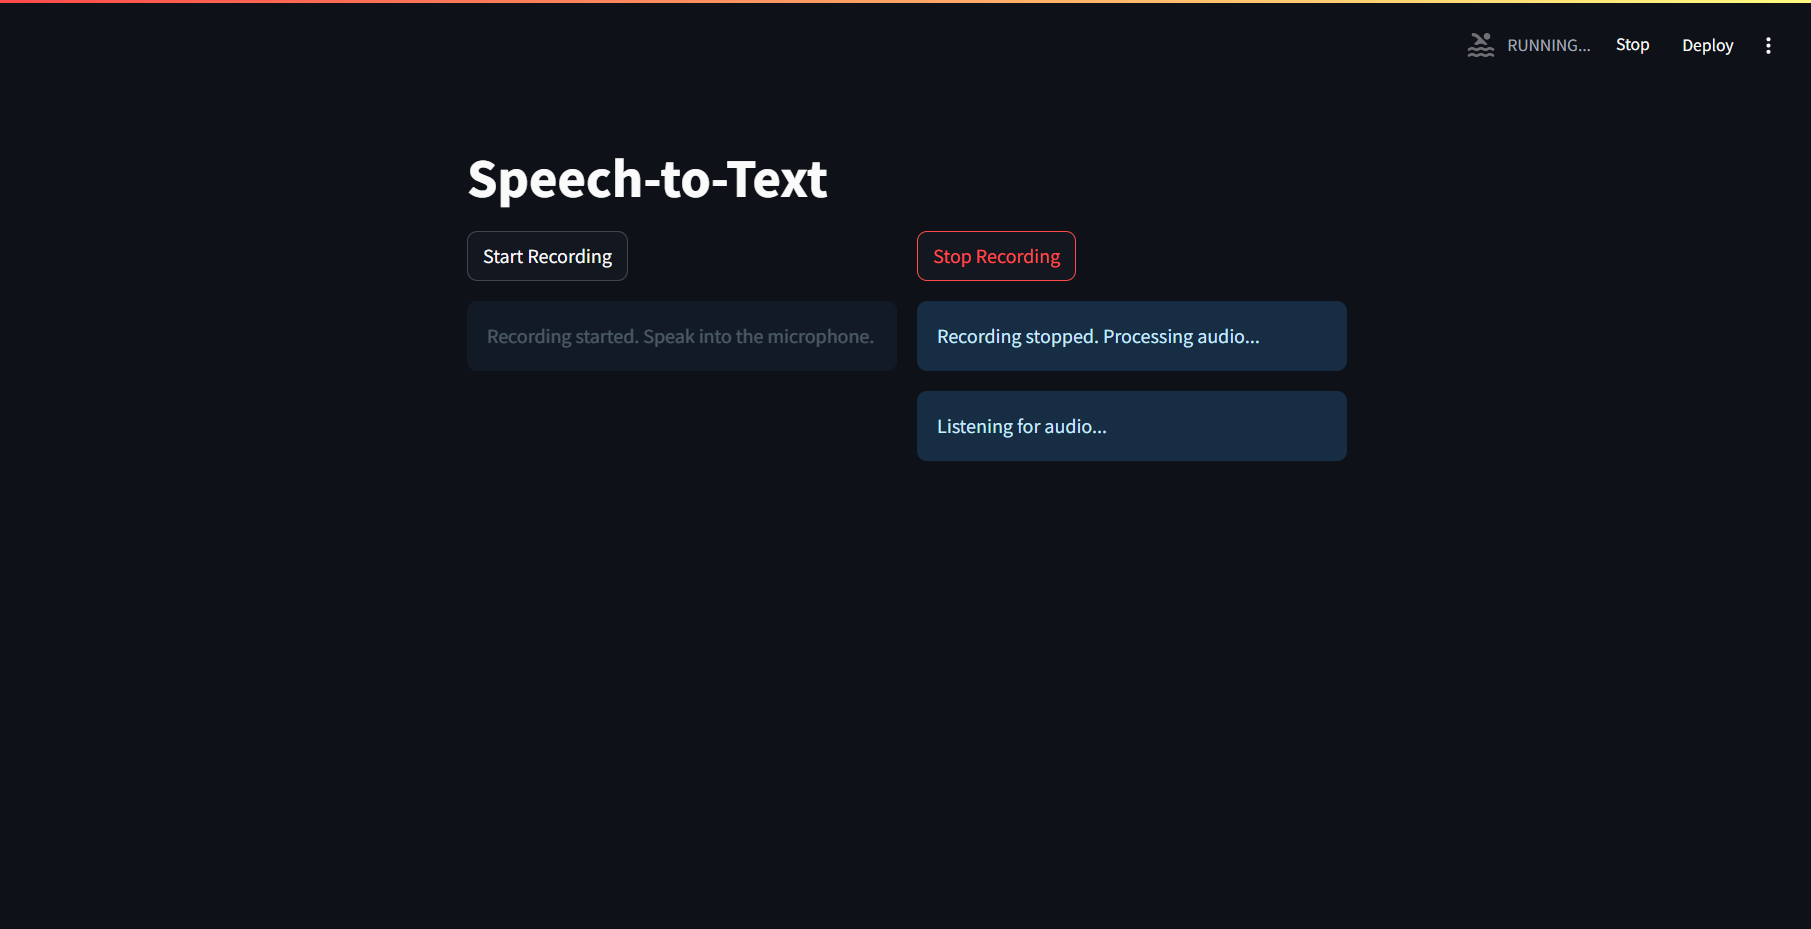 RUNNING... Stop Deploy
Speech-to-Text
Start Recording Stop Recording
Recording started. Speak into the microphone. Recording stopped. Processing audio...
Listening for audio...